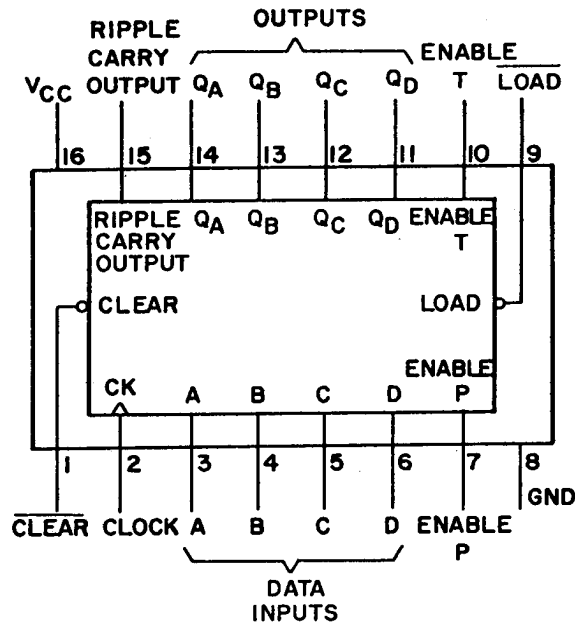 OUTPUTS
RIPPLE CARRY OUTPUT
ENABLE T
LOAD
VCC
QA QB QC QD
16 15 14 13 12 11 10 9
RIPPLE CARRY OUTPUT
QA QB QC QD
ENABLE T
CLEAR
LOAD
ENABLE P
CK
A B C D
1 2 3 4 5 6 7 8
GND
CLEAR
CLOCK
A B C D
ENABLE P
DATA
INPUTS